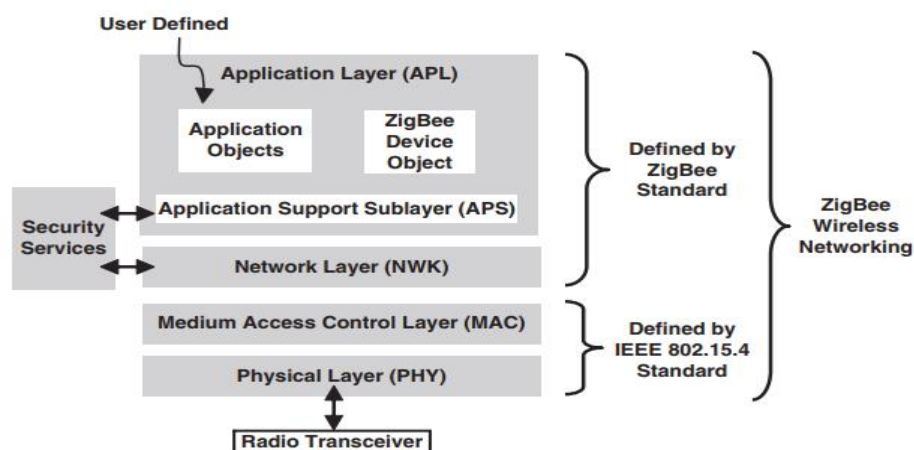 User Defined
Application Layer (APL)
Application
Objects
ZigBee
Device
Object
Application Support Sublayer (APS)
Security
Services
Network Layer (NWK)
Medium Access Control Layer (MAC)
Physical Layer (PHY)
Radio Transceiver
Defined by
ZigBee
Standard
Defined by
IEEE 802.15.4
Standard
ZigBee
Wireless
Networking